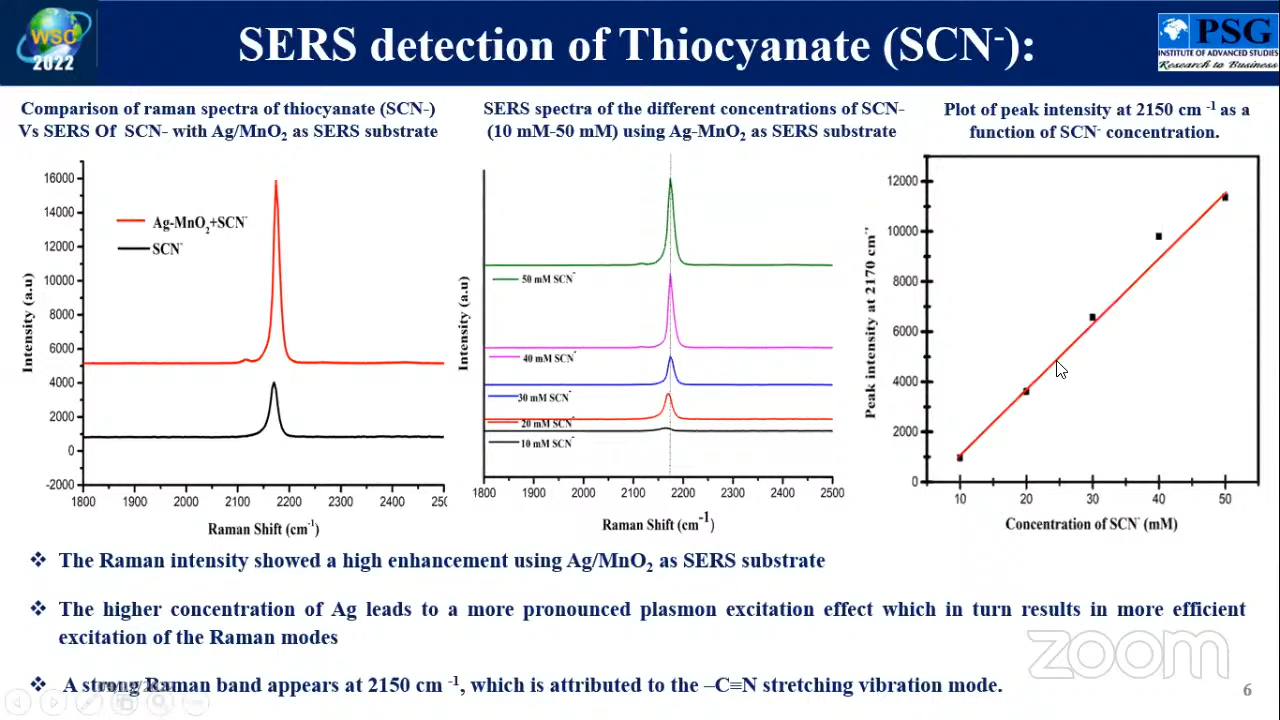 WSC
2022
SERS detection of Thiocyanate (SCN-):
PSG
INSTITUTE OF ADVANCED STUDIES
Research to Business
Comparison of raman spectra of thiocyanate (SCN-)
Vs SERS Of SCN- with Ag/MnO2 as SERS substrate
16000
14000
12000
10000
8000
6000
4000
2000
0
-2000
Intensity (a.u)
Ag-MnO2+SCN-
SCN-
1800 1900 2000 2100 2200 2300 2400 250
Raman Shift (cm-1)
SERS spectra of the different concentrations of SCN-
(10 mM-50 mM) using Ag-MnO2 as SERS substrate
Intensity (a.u)
50 mM SCN-
40 mM SCN-
30 mM SCN-
20 mM SCN-
10 mM SCN-
1800 1900 2000 2100 2200 2300 2400 2500
Raman Shift (cm-1)
Plot of peak intensity at 2150 cm -1 as a
function of SCN- concentration.
12000
10000
8000
6000
4000
2000
0
Peak intensity at 2170 cm-1
10 20 30 40 50
Concentration of SCN- (mM)
❖ The Raman intensity showed a high enhancement using Ag/MnO2 as SERS substrate
❖ The higher concentration of Ag leads to a more pronounced plasmon excitation effect which in turn results in more efficient
excitation of the Raman modes
❖ A strong Raman band appears at 2150 cm -1, which is attributed to the –C≡N stretching vibration mode.
zoom
6